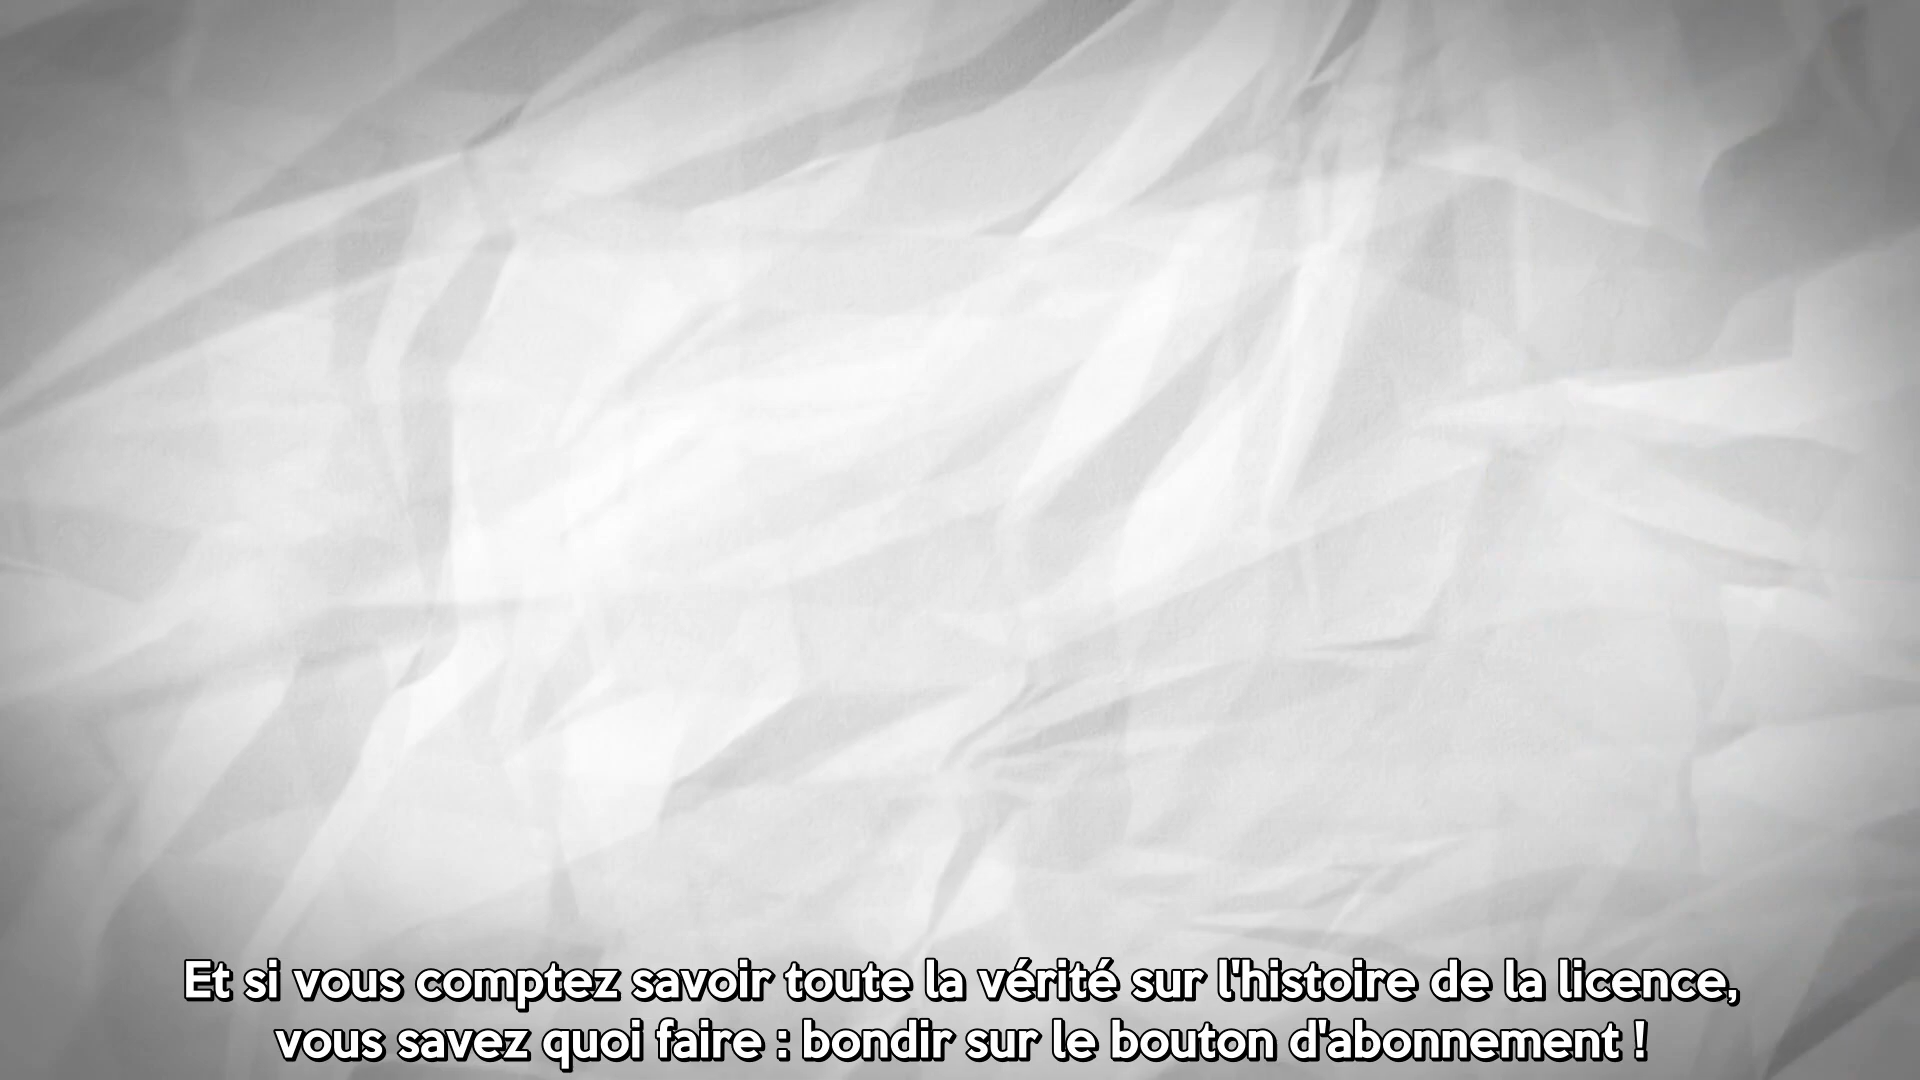 Et si vous comptez savoir toute la vérité sur l'histoire de la licence,
vous savez quoi faire : bondir sur le bouton d'abonnement !